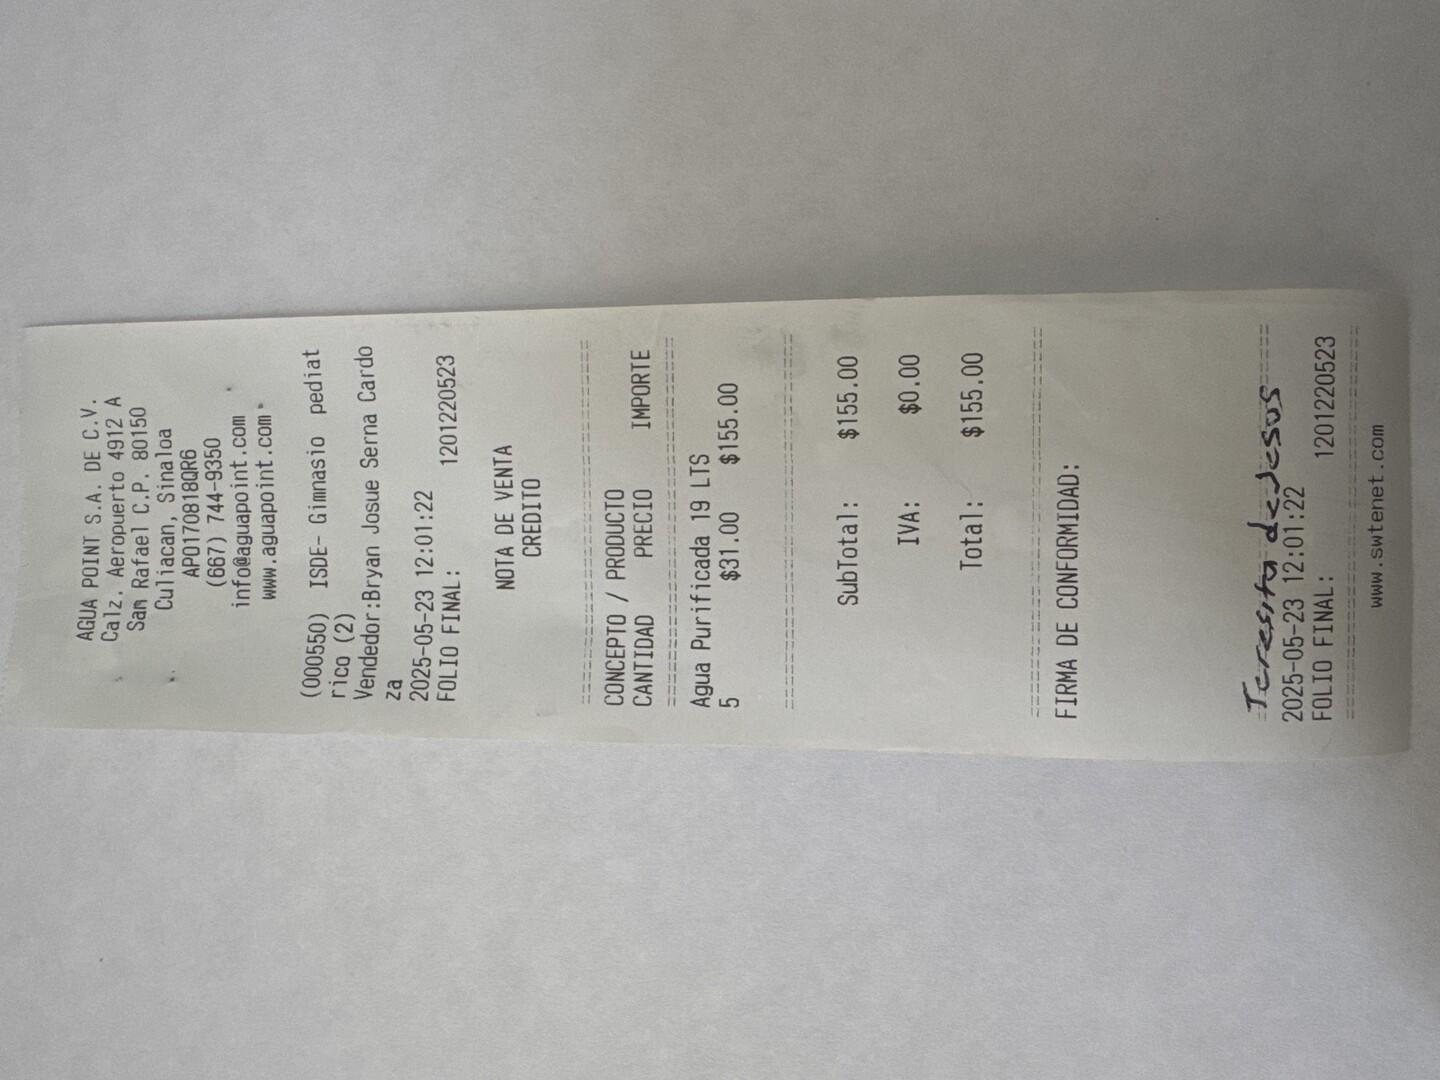 AGUA POINT S.A. DE C.V.
Calz. Aeropuerto 4912 A
San Rafael C.P. 80150
Culiacan, Sinaloa
APO170818QR6
(667) 744-9350
info@aguapoint.com
www.aguapoint.com
(000550) ISDE- Gimnasio pediat
rico (2)
Vendedor:Bryan Josue Serna Cardo
za
2025-05-23 12:01:22
FOLIO FINAL: 1201220523
NOTA DE VENTA
CREDITO
==============================
CONCEPTO / PRODUCTO
CANTIDAD PRECIO IMPORTE
==============================
Agua Purificada 19 LTS
5 $31.00 $155.00
==============================
SubTotal: $155.00
IVA: $0.00
Total: $155.00
==============================
FIRMA DE CONFORMIDAD:
Teresita de Jesus
==============================
2025-05-23 12:01:22
FOLIO FINAL: 1201220523
==============================
www.swtenet.com